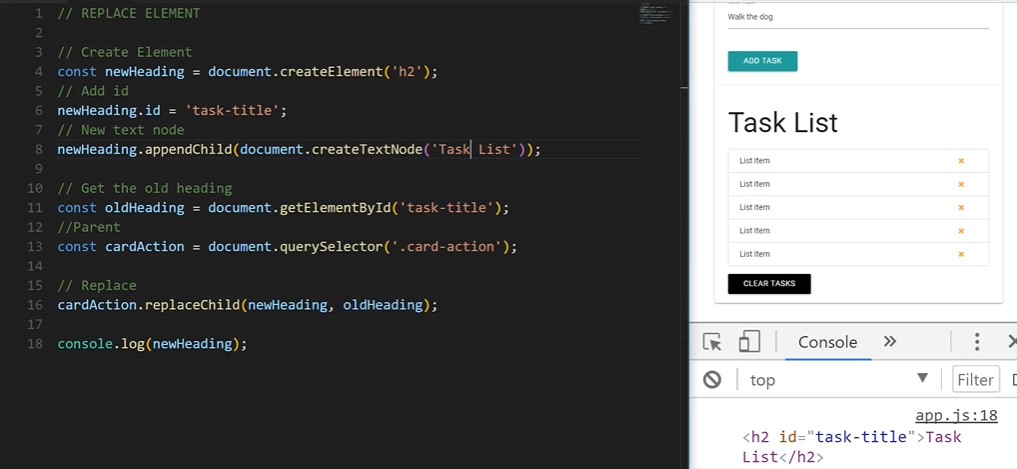 1 // REPLACE ELEMENT
2
3 // Create Element
4 const newHeading = document.createElement('h2');
5 // Add id
6 newHeading.id = 'task-title';
7 // New text node
8 newHeading.appendChild(document.createTextNode('Task List'));
9
10 // Get the old heading
11 const oldHeading = document.getElementById('task-title');
12 //Parent
13 const cardAction = document.querySelector('.card-action');
14
15 // Replace
16 cardAction.replaceChild(newHeading, oldHeading);
17
18 console.log(newHeading);
Walk the dog
ADD TASK
Task List
List Item
List Item
List Item
List Item
List Item
CLEAR TASKS
Console
top
Filter
app.js:18
<h2 id="task-title">Task
List</h2>